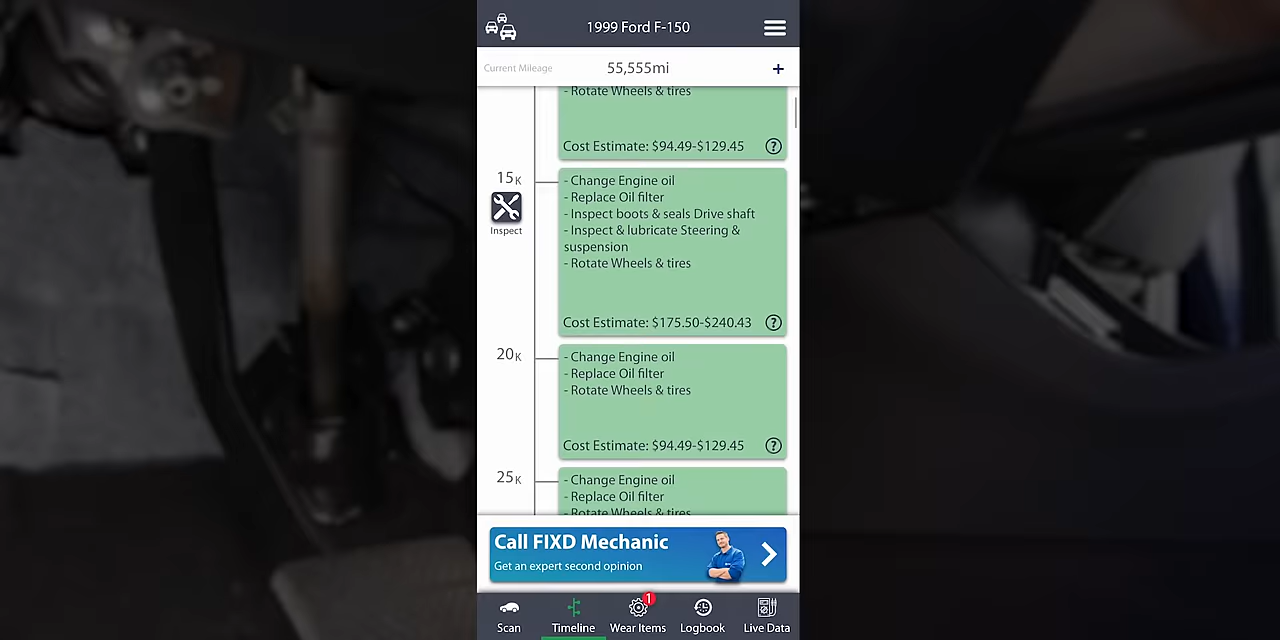 1999 Ford F-150
Current Mileage
55,555mi
+
- Rotate Wheels & tires
Cost Estimate: $94.49-$129.45
?
15K
Inspect
- Change Engine oil
- Replace Oil filter
- Inspect boots & seals Drive shaft
- Inspect & lubricate Steering &
suspension
- Rotate Wheels & tires
Cost Estimate: $175.50-$240.43
?
20K
- Change Engine oil
- Replace Oil filter
- Rotate Wheels & tires
Cost Estimate: $94.49-$129.45
?
25K
- Change Engine oil
- Replace Oil filter
- Rotate Wheels & tires
Call FIXD Mechanic
Get an expert second opinion
1
Scan
Timeline
Wear Items
Logbook
Live Data